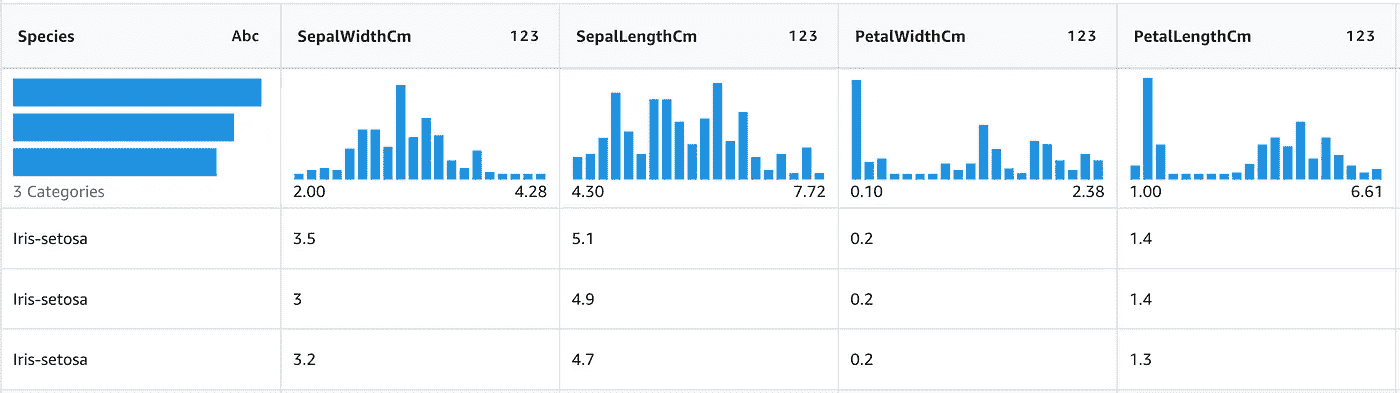 Species Abc SepalWidthCm 123 SepalLengthCm 123 PetalWidthCm 123 PetalLengthCm 123
3 Categories 2.00 4.28 4.30 7.72 0.10 2.38 1.00 6.61
Iris-setosa 3.5 5.1 0.2 1.4
Iris-setosa 3 4.9 0.2 1.4
Iris-setosa 3.2 4.7 0.2 1.3